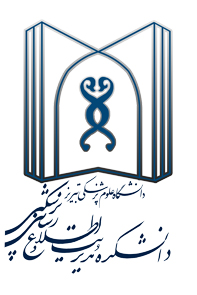 دانشگاه علوم پزشکی تبریز
دانشکده مدیریت و اطلاع رسانی پزشکی